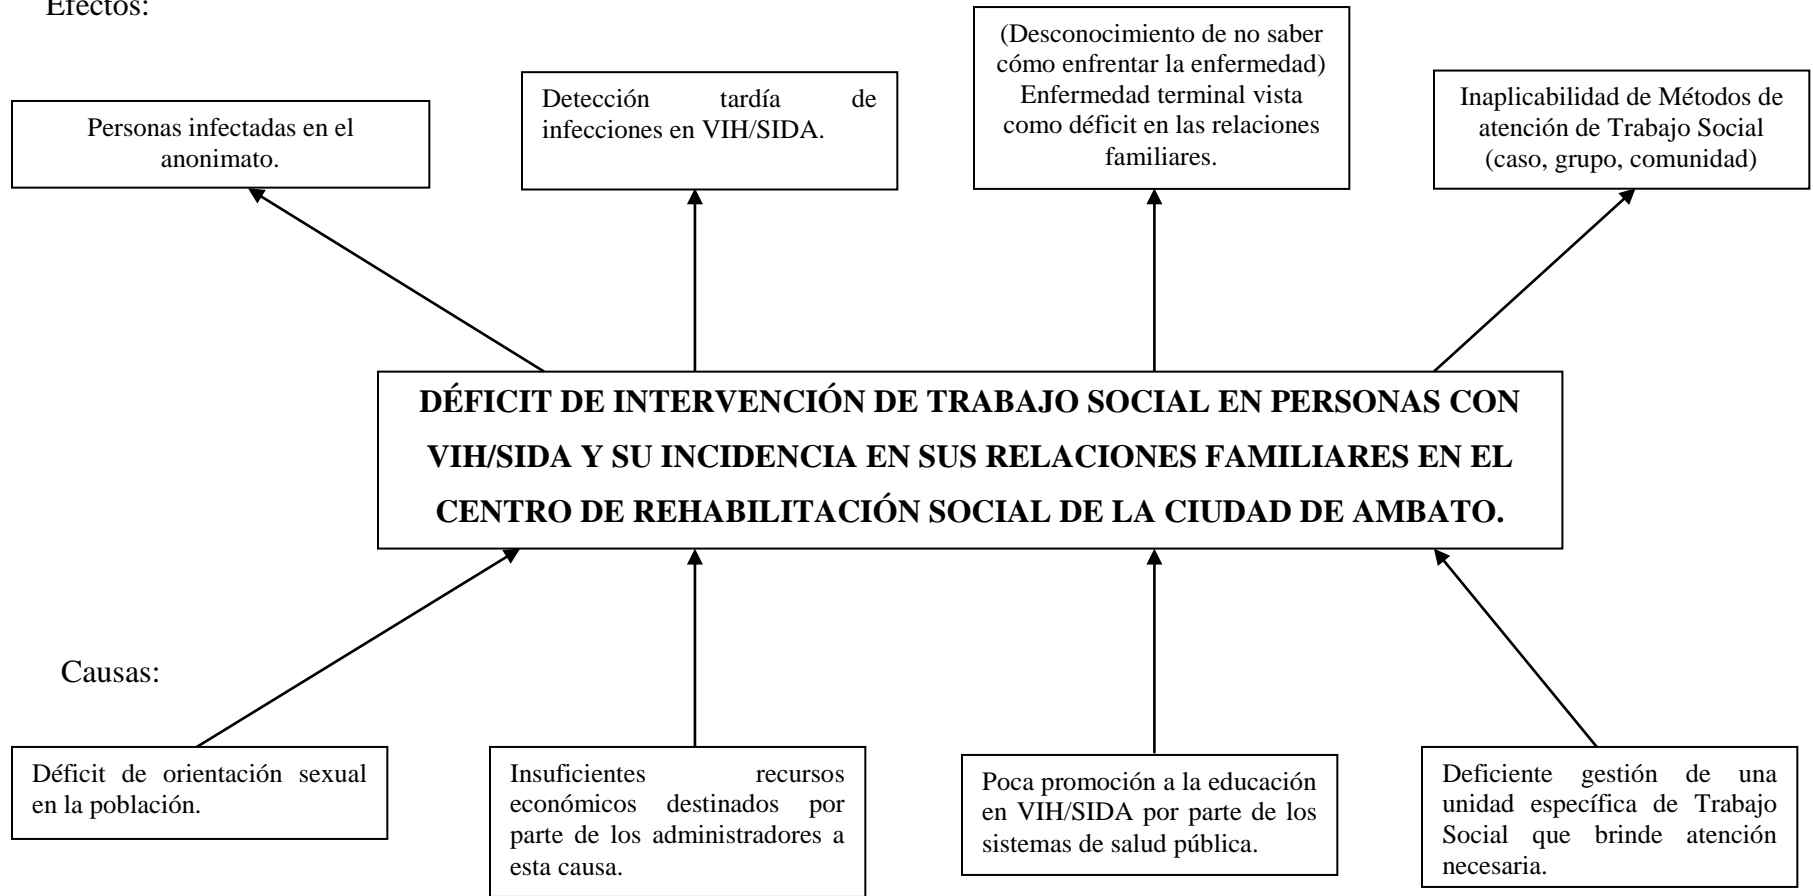 Efectos:
(Desconocimiento de no saber
cómo enfrentar la enfermedad)
Enfermedad terminal vista
como déficit en las relaciones
familiares.
Personas infectadas en el
anonimato.
Detección tardía de
infecciones en VIH/SIDA.
Inaplicabilidad de Métodos de
atención de Trabajo Social
(caso, grupo, comunidad)
DÉFICIT DE INTERVENCIÓN DE TRABAJO SOCIAL EN PERSONAS CON
VIH/SIDA Y SU INCIDENCIA EN SUS RELACIONES FAMILIARES EN EL
CENTRO DE REHABILITACIÓN SOCIAL DE LA CIUDAD DE AMBATO.
Causas:
Déficit de orientación sexual
en la población.
Insuficientes recursos
económicos destinados por
parte de los administradores a
esta causa.
Poca promoción a la educación
en VIH/SIDA por parte de los
sistemas de salud pública.
Deficiente gestión de una
unidad específica de Trabajo
Social que brinde atención
necesaria.